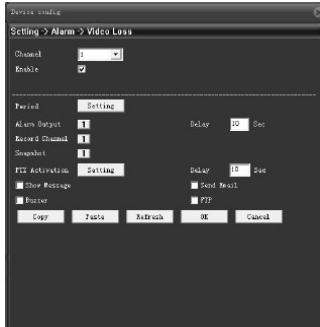 Device config
Setting -> Alarm -> Video Loss
Channel 1
Enable
Period Setting
Alarm Output 1 Delay 10 Sec
Record Channel 1
Snapshot 1
PTZ Activation Setting Delay 10 Sec
Show Message Send Email
Buzzer FTP
Copy Paste Refresh OK Cancel